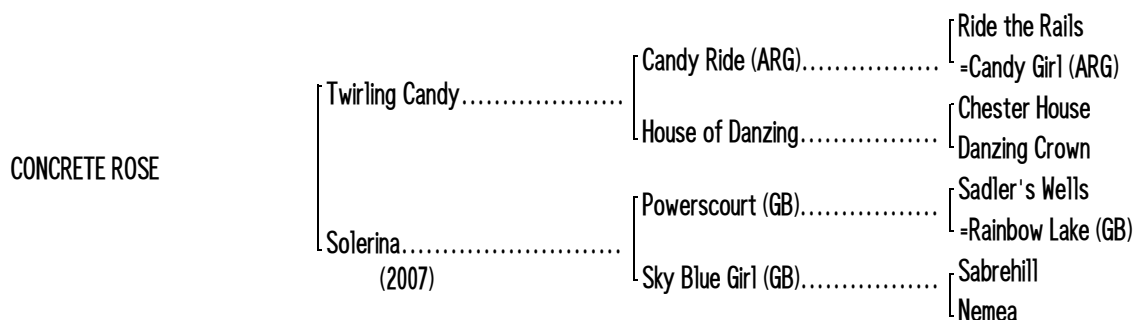 Ride the Rails
Candy Ride (ARG)..................
=Candy Girl (ARG)
Twirling Candy.....................
Chester House
House of Danzing..................
Danzing Crown
CONCRETE ROSE
Sadler's Wells
Powerscourt (GB)..................
=Rainbow Lake (GB)
Solerina............................
(2007)
Sabrehill
Sky Blue Girl (GB)..................
Nemea